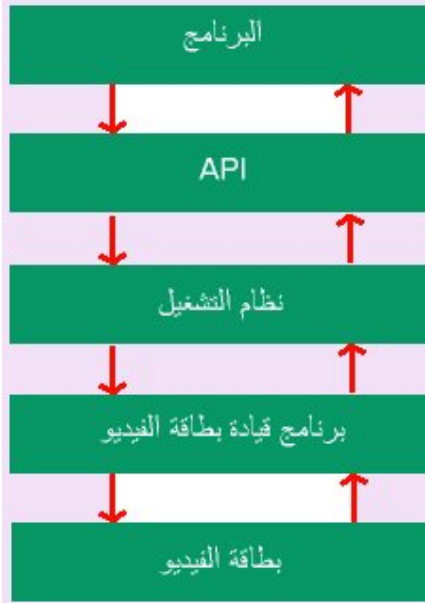 البرنامج
API
نظام التشغيل
برنامج قيادة بطاقة الفيديو
بطاقة الفيديو